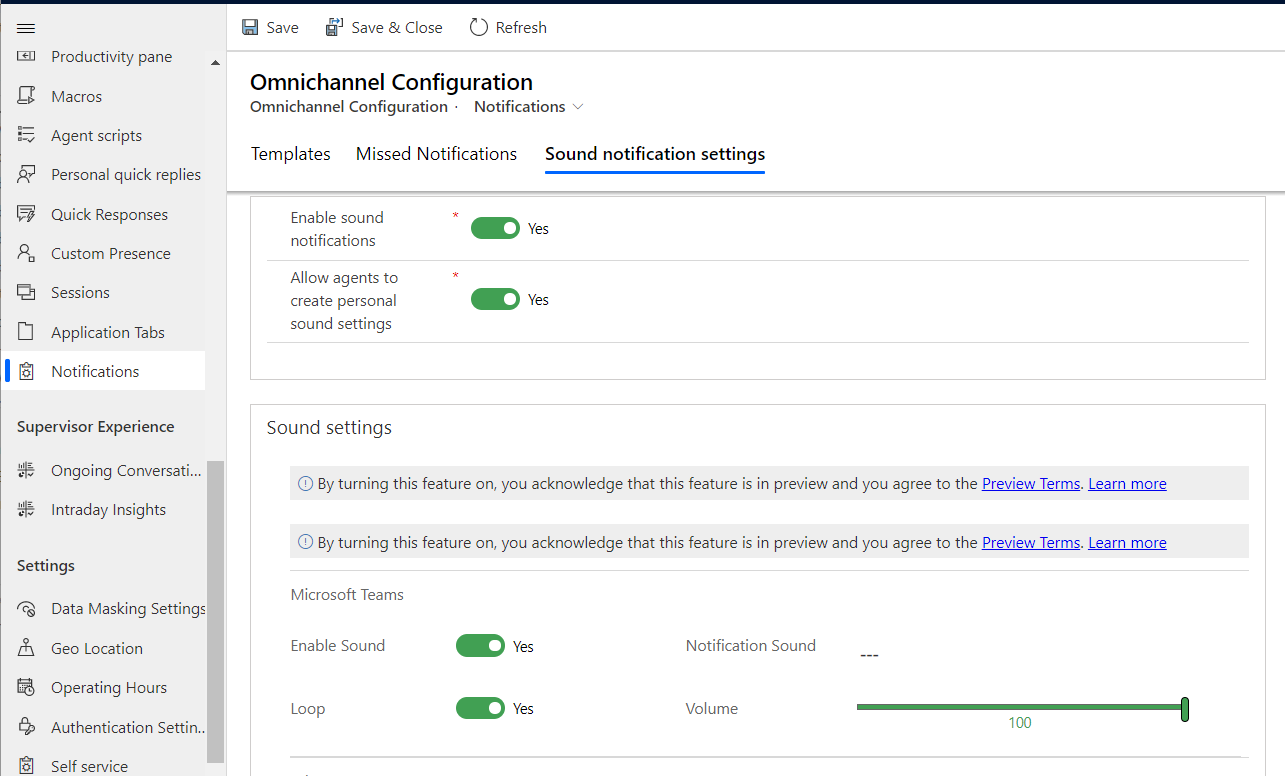 Save
Save & Close
Refresh
Productivity pane
Macros
Agent scripts
Personal quick replies
Quick Responses
Custom Presence
Sessions
Application Tabs
Notifications
Supervisor Experience
Ongoing Conversati...
Intraday Insights
Settings
Data Masking Settings
Geo Location
Operating Hours
Authentication Settin...
Self service
Omnichannel Configuration
Omnichannel Configuration · Notifications
Templates
Missed Notifications
Sound notification settings
Enable sound
notifications
*
Yes
Allow agents to
create personal
sound settings
*
Yes
Sound settings
By turning this feature on, you acknowledge that this feature is in preview and you agree to the Preview Terms. Learn more
By turning this feature on, you acknowledge that this feature is in preview and you agree to the Preview Terms. Learn more
Microsoft Teams
Enable Sound
Yes
Notification Sound
---
Loop
Yes
Volume
100